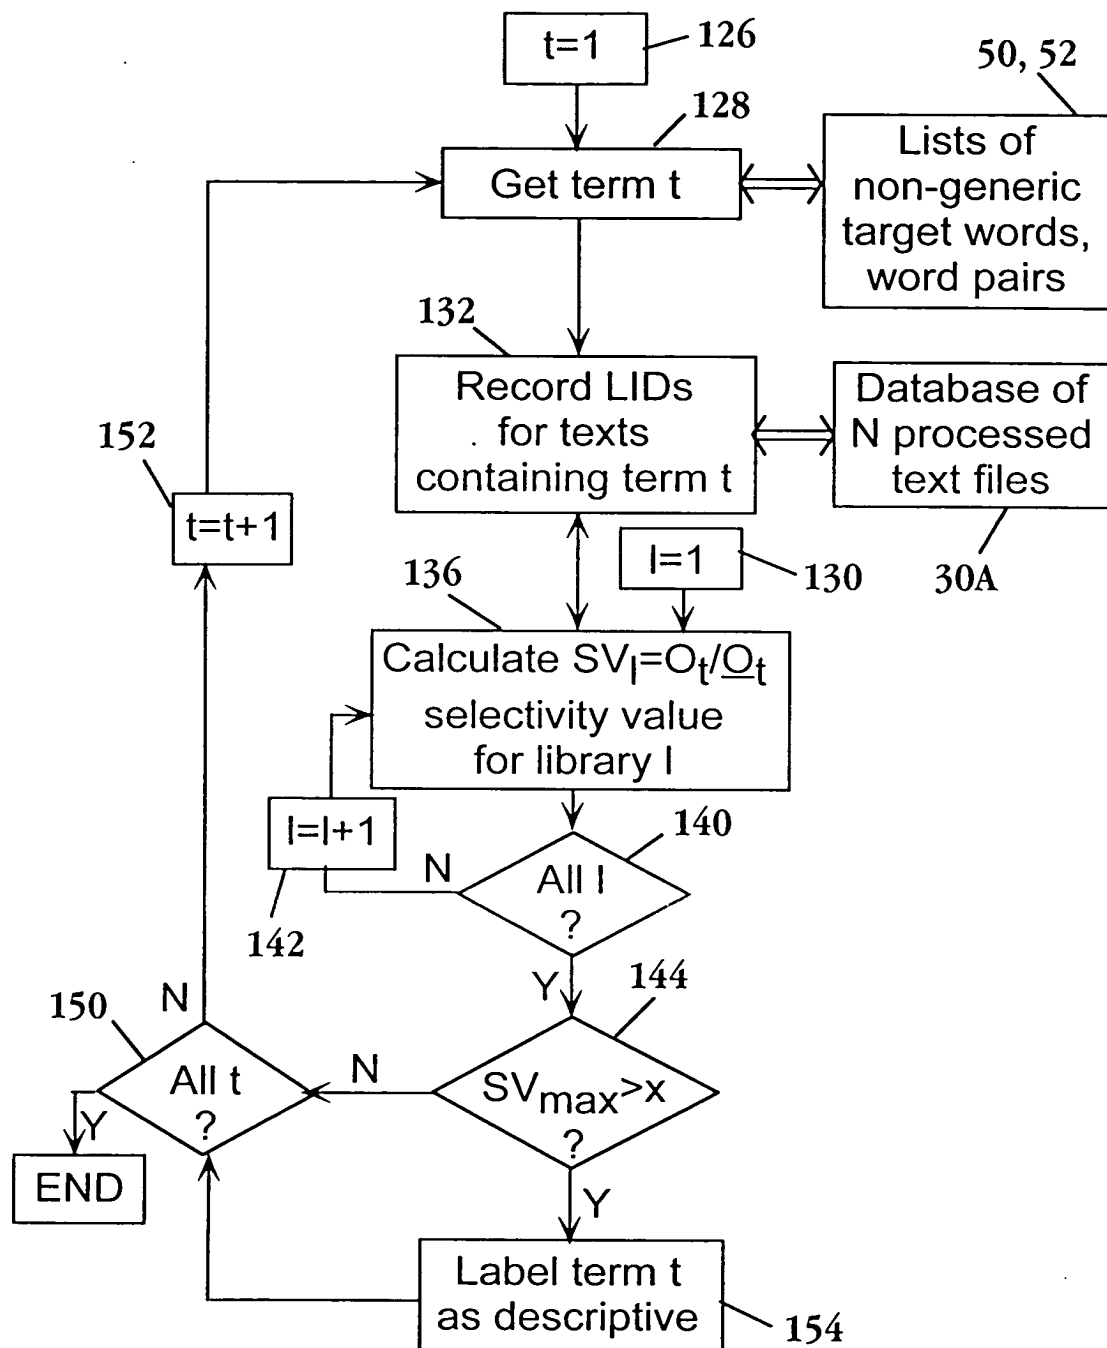 t=1
126
50, 52
128
Get term t
Lists of
non-generic
target words,
word pairs
132
Record LIDs
for texts
containing term t
Database of
N processed
text files
30A
152
t=t+1
l=1
130
136
Calculate SVl=Ot/Ot
selectivity value
for library l
l=l+1
142
N
140
All l
?
Y
144
N
150
All t
?
N
SVmax>x
?
Y
END
Y
Label term t
as descriptive
154